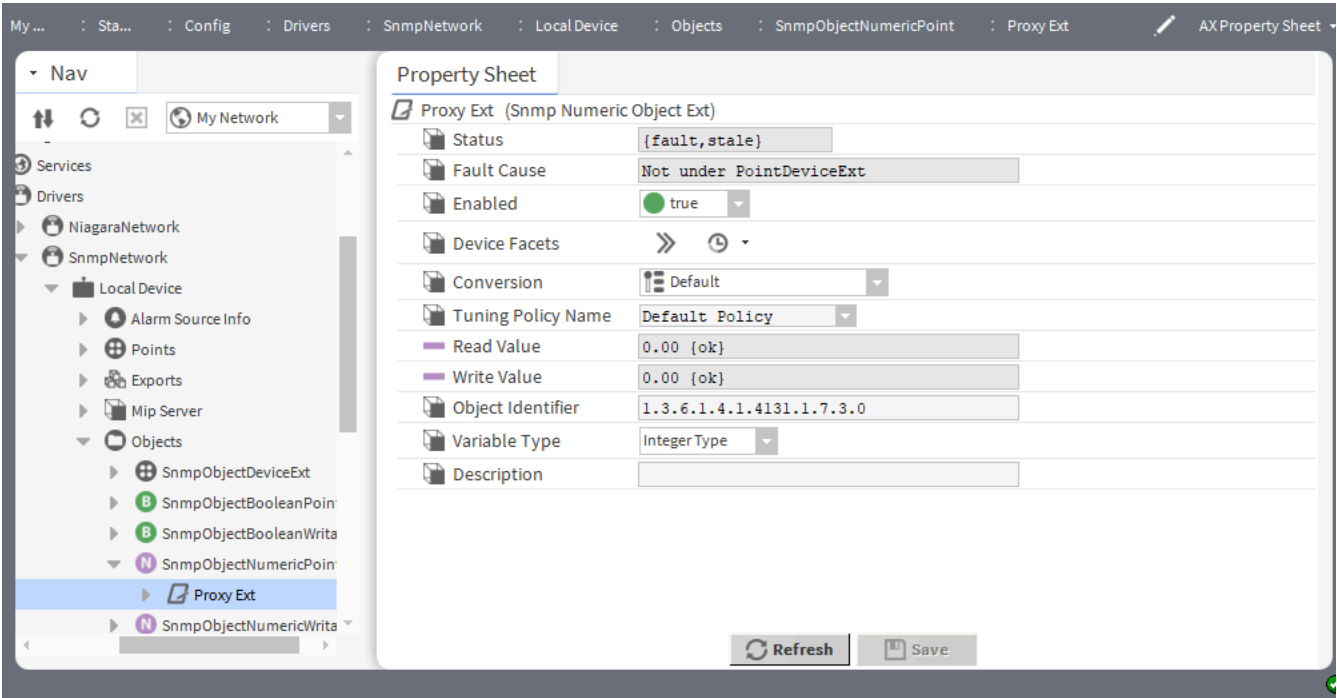 My ... : Sta... : Config : Drivers : SnmpNetwork : Local Device : Objects : SnmpObjectNumericPoint : Proxy Ext AX Property Sheet
Nav
My Network
Services
Drivers
NiagaraNetwork
SnmpNetwork
Local Device
Alarm Source Info
Points
Exports
Mip Server
Objects
SnmpObjectDeviceExt
B SnmpObjectBooleanPoin
B SnmpObjectBooleanWrita
N SnmpObjectNumericPoin
Proxy Ext
N SnmpObjectNumericWrita
Property Sheet
Proxy Ext (Snmp Numeric Object Ext)
Status {fault,stale}
Fault Cause Not under PointDeviceExt
Enabled true
Device Facets
Conversion Default
Tuning Policy Name Default Policy
Read Value 0.00 {ok}
Write Value 0.00 {ok}
Object Identifier 1.3.6.1.4.1.4131.1.7.3.0
Variable Type Integer Type
Description
Refresh Save